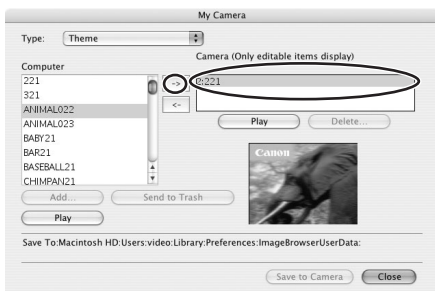 My Camera
Type: Theme
Computer
Camera (Only editable items display)
221
321
ANIMAL022
ANIMAL023
BABY21
BAR21
BASEBALL21
CHIMPAN21
->
<-
2:221
Play
Delete...
Canon
Add...
Send to Trash
Play
Save To:Macintosh HD:Users:video:Library:Preferences:ImageBrowserUserData:
Save to Camera
Close